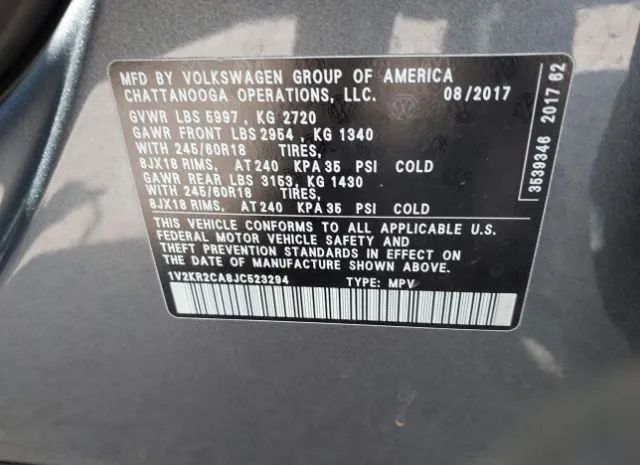 MFD BY VOLKSWAGEN GROUP OF AMERICA
CHATTANOOGA OPERATIONS, LLC. 08/2017
GVWR LBS 5997, KG 2720
GAWR FRONT LBS 2954, KG 1340
WITH 245/60R18 TIRES,
8JX18 RIMS, AT 240 KPA 35 PSI COLD
GAWR REAR LBS 3153, KG 1430
WITH 245/60R18 TIRES,
8JX18 RIMS, AT 240 KPA 35 PSI COLD
THIS VEHICLE CONFORMS TO ALL APPLICABLE U.S.
FEDERAL MOTOR VEHICLE SAFETY AND
THEFT PREVENTION STANDARDS IN EFFECT ON
THE DATE OF MANUFACTURE SHOWN ABOVE.
1V2KR2CA8JC523294 TYPE: MPV
3539346 2017 62